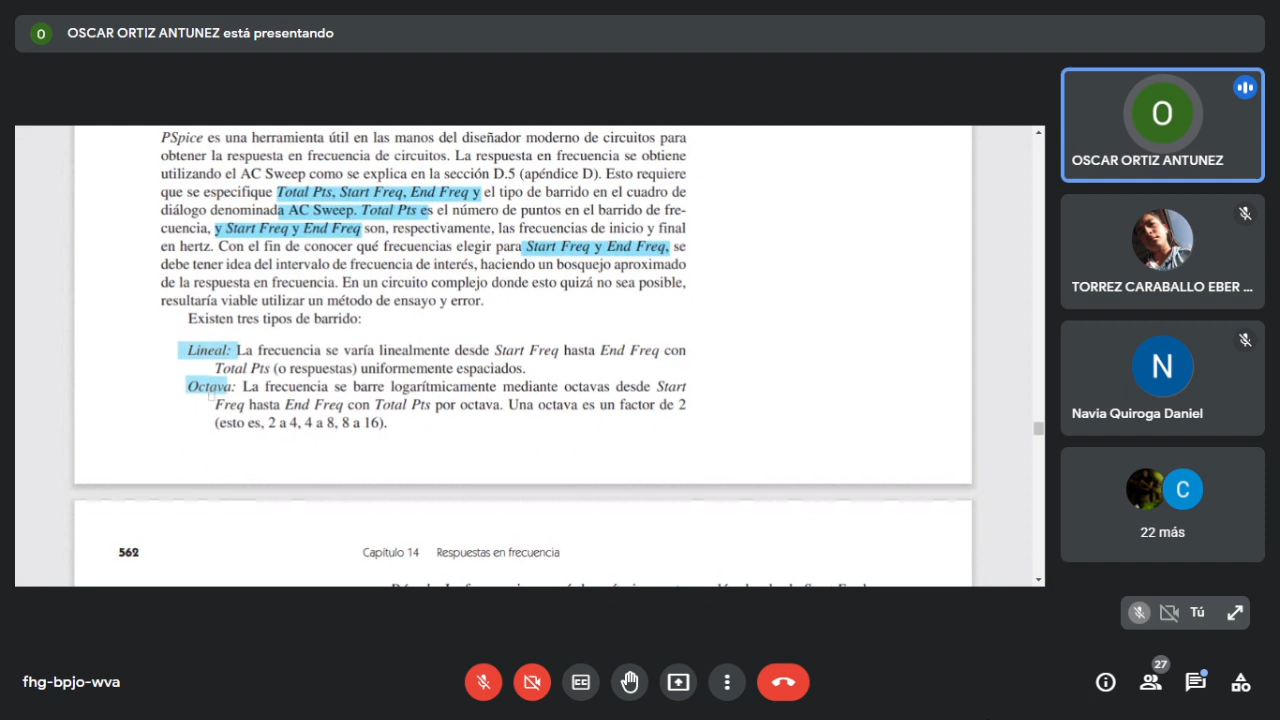 O OSCAR ORTIZ ANTUNEZ está presentando
PSpice es una herramienta útil en las manos del diseñador moderno de circuitos para
obtener la respuesta en frecuencia de circuitos. La respuesta en frecuencia se obtiene
utilizando el AC Sweep como se explica en la sección D.5 (apéndice D). Esto requiere
que se especifique Total Pts, Start Freq, End Freq y el tipo de barrido en el cuadro de
diálogo denominada AC Sweep. Total Pts es el número de puntos en el barrido de fre-
cuencia, y Start Freq y End Freq son, respectivamente, las frecuencias de inicio y final
en hertz. Con el fin de conocer qué frecuencias elegir para Start Freq y End Freq, se
debe tener idea del intervalo de frecuencia de interés, haciendo un bosquejo aproximado
de la respuesta en frecuencia. En un circuito complejo donde esto quizá no sea posible,
resultaría viable utilizar un método de ensayo y error.
Existen tres tipos de barrido:
Lineal: La frecuencia se varía linealmente desde Start Freq hasta End Freq con
Total Pts (o respuestas) uniformemente espaciados.
Octava: La frecuencia se barre logarítmicamente mediante octavas desde Start
Freq hasta End Freq con Total Pts por octava. Una octava es un factor de 2
(esto es, 2 a 4, 4 a 8, 8 a 16).
562 Capítulo 14 Respuestas en frecuencia
O
OSCAR ORTIZ ANTUNEZ
TORREZ CARABALLO EBER ...
N
Navia Quiroga Daniel
C
22 más
Tú
fhg-bpjo-wva
CC
27